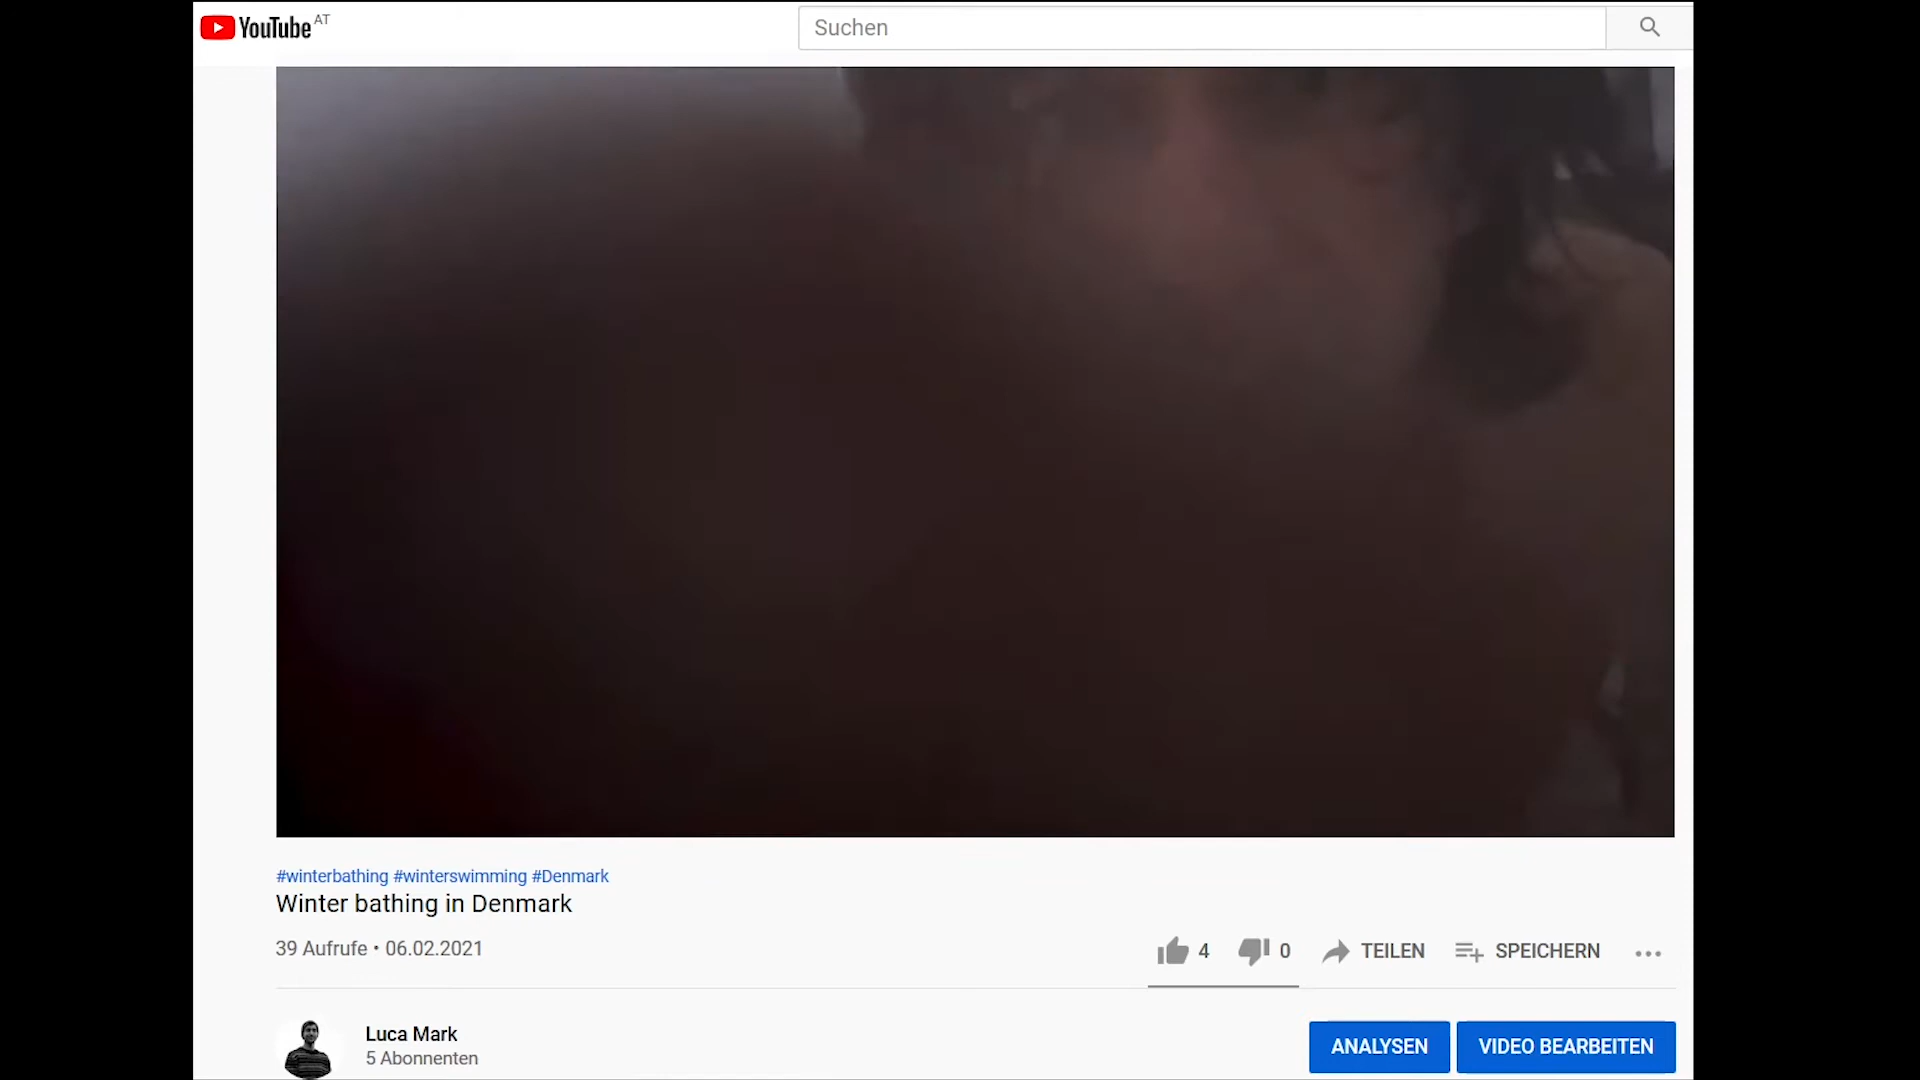 YouTube AT
Suchen
#winterbathing #winterswimming #Denmark
Winter bathing in Denmark
39 Aufrufe • 06.02.2021
4 0 TEILEN SPEICHERN
Luca Mark
5 Abonnenten
ANALYSEN VIDEO BEARBEITEN